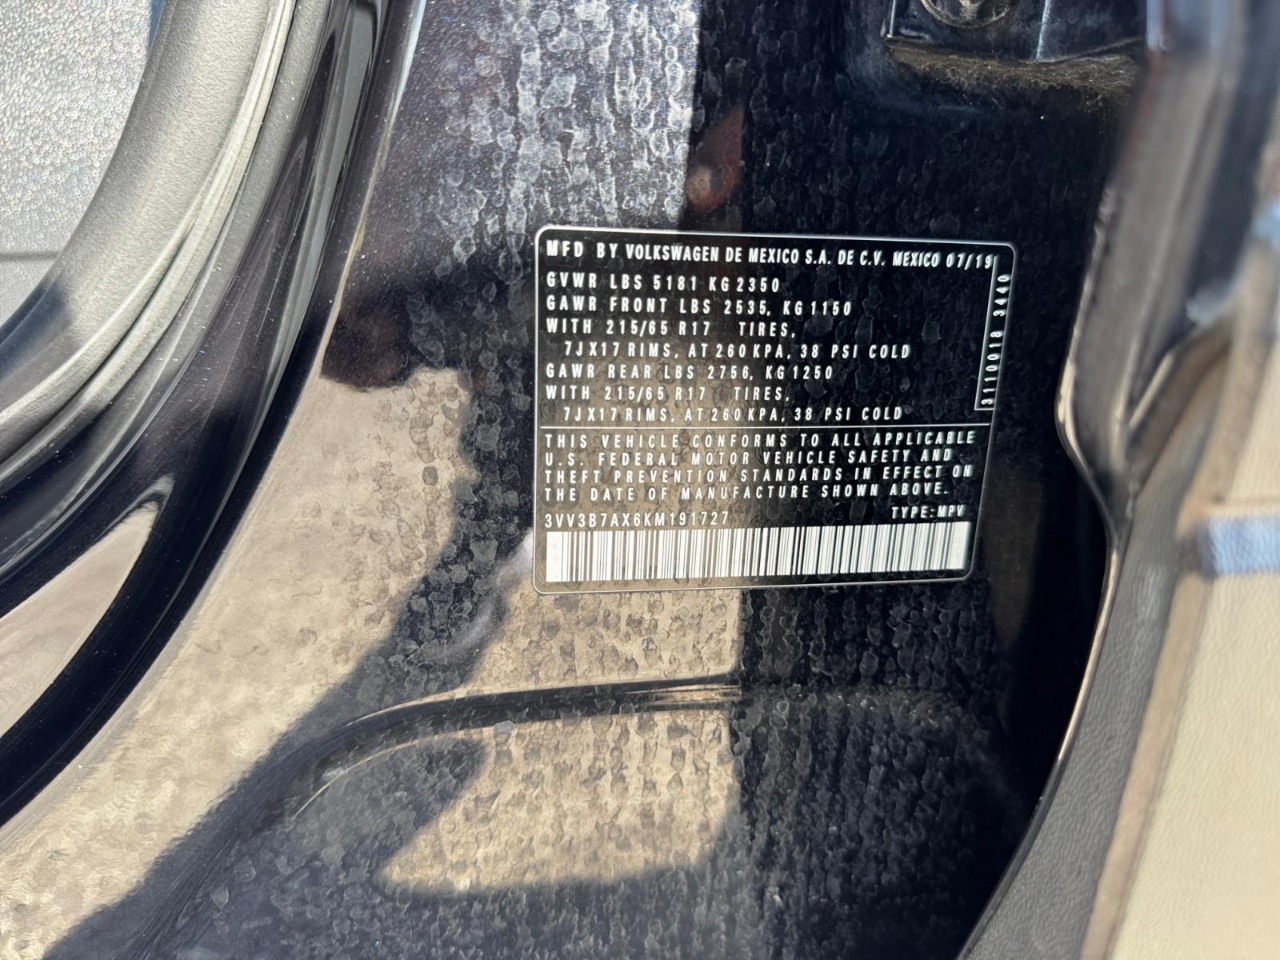 MFD BY VOLKSWAGEN DE MEXICO S.A. DE C.V. MEXICO 07/19
GVWR LBS 5181 KG 2350
GAWR FRONT LBS 2535, KG 1150
WITH 215/65 R17 TIRES,
7JX17 RIMS, AT 260 KPA, 38 PSI COLD
GAWR REAR LBS 2756, KG 1250
WITH 215/65 R17 TIRES,
7JX17 RIMS, AT 260 KPA, 38 PSI COLD
3110018 3440
THIS VEHICLE CONFORMS TO ALL APPLICABLE
U.S. FEDERAL MOTOR VEHICLE SAFETY AND
THEFT PREVENTION STANDARDS IN EFFECT ON
THE DATE OF MANUFACTURE SHOWN ABOVE.
3VV3B7AX6KM191727 TYPE: MPV